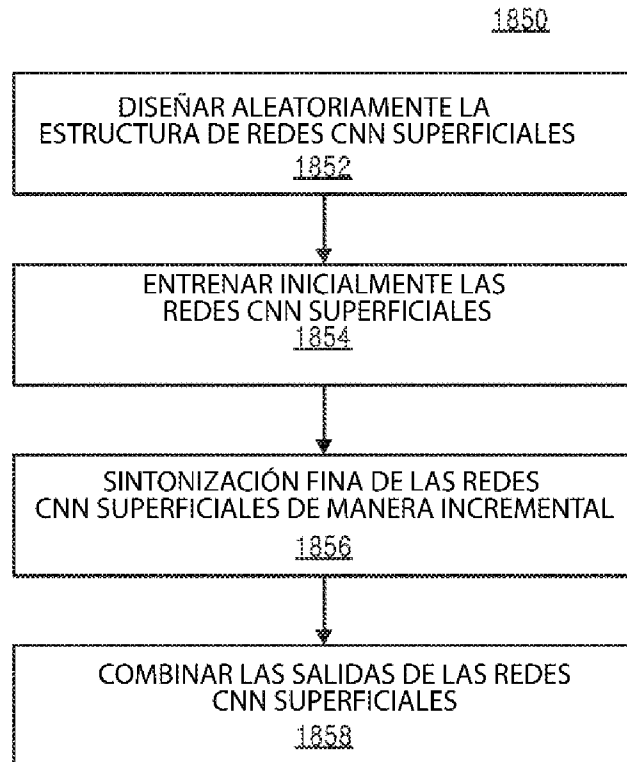 1850
DISEÑAR ALEATORIAMENTE LA
ESTRUCTURA DE REDES CNN SUPERFICIALES
1852
ENTRENAR INICIALMENTE LAS
REDES CNN SUPERFICIALES
1854
SINTONIZACIÓN FINA DE LAS REDES
CNN SUPERFICIALES DE MANERA INCREMENTAL
1856
COMBINAR LAS SALIDAS DE LAS REDES
CNN SUPERFICIALES
1858